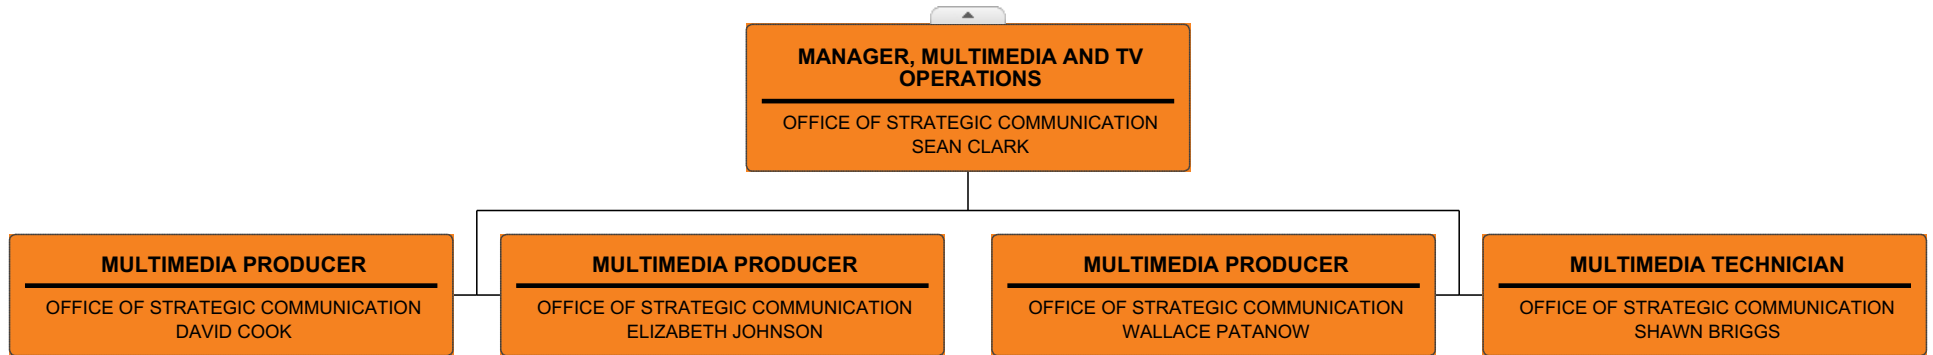 MANAGER, MULTIMEDIA AND TV
OPERATIONS
OFFICE OF STRATEGIC COMMUNICATION
SEAN CLARK
MULTIMEDIA PRODUCER
OFFICE OF STRATEGIC COMMUNICATION
DAVID COOK
MULTIMEDIA PRODUCER
OFFICE OF STRATEGIC COMMUNICATION
ELIZABETH JOHNSON
MULTIMEDIA PRODUCER
OFFICE OF STRATEGIC COMMUNICATION
WALLACE PATANOW
MULTIMEDIA TECHNICIAN
OFFICE OF STRATEGIC COMMUNICATION
SHAWN BRIGGS